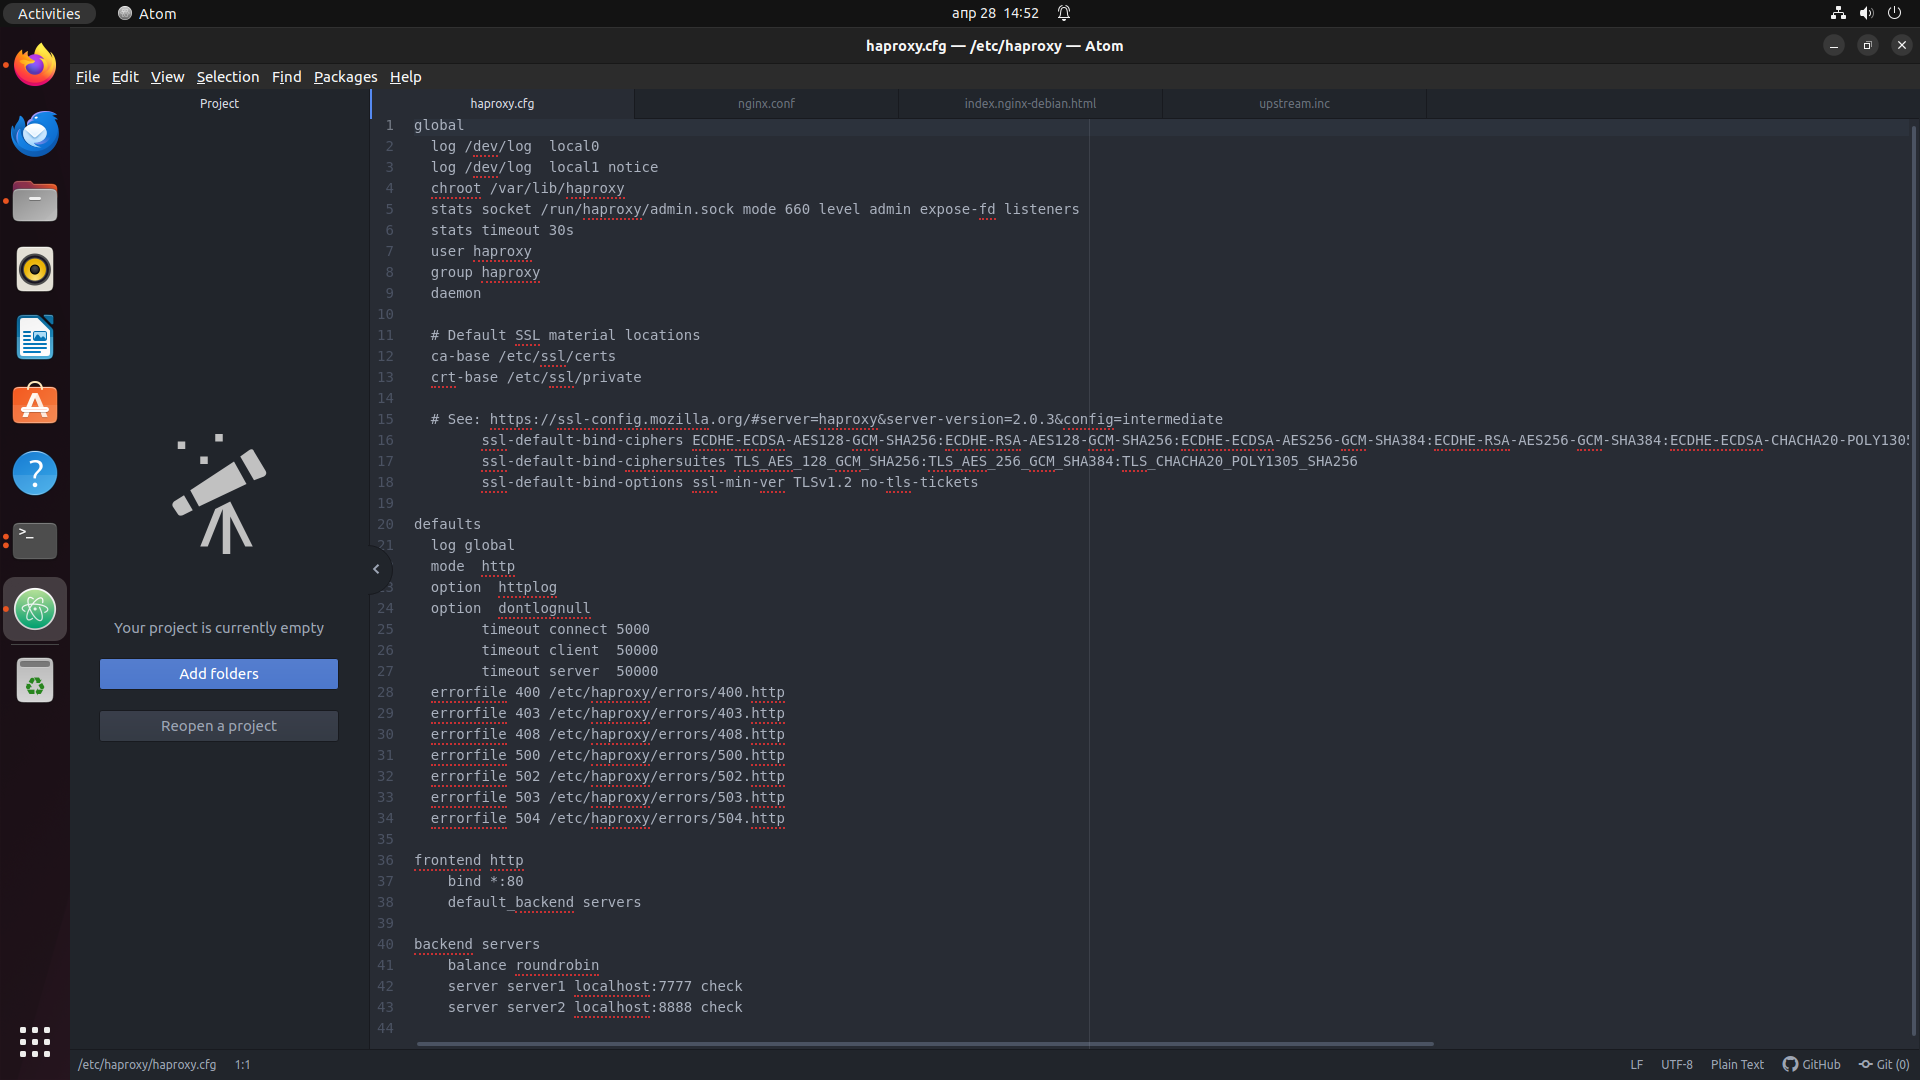 Activities
Atom
апр 28  14:52
haproxy.cfg — /etc/haproxy — Atom
File Edit View Selection Find Packages Help
Project
haproxy.cfg
nginx.conf
index.nginx-debian.html
upstream.inc
1 global
2   log /dev/log  local0
3   log /dev/log  local1 notice
4   chroot /var/lib/haproxy
5   stats socket /run/haproxy/admin.sock mode 660 level admin expose-fd listeners
6   stats timeout 30s
7   user haproxy
8   group haproxy
9   daemon
10
11   # Default SSL material locations
12   ca-base /etc/ssl/certs
13   crt-base /etc/ssl/private
14
15   # See: https://ssl-config.mozilla.org/#server=haproxy&server-version=2.0.3&config=intermediate
16         ssl-default-bind-ciphers ECDHE-ECDSA-AES128-GCM-SHA256:ECDHE-RSA-AES128-GCM-SHA256:ECDHE-ECDSA-AES256-GCM-SHA384:ECDHE-RSA-AES256-GCM-SHA384:ECDHE-ECDSA-CHACHA20-POLY1305
17         ssl-default-bind-ciphersuites TLS_AES_128_GCM_SHA256:TLS_AES_256_GCM_SHA384:TLS_CHACHA20_POLY1305_SHA256
18         ssl-default-bind-options ssl-min-ver TLSv1.2 no-tls-tickets
19
20 defaults
21   log global
mode  http
23   option  httplog
24   option  dontlognull
25         timeout connect 5000
26         timeout client  50000
27         timeout server  50000
28   errorfile 400 /etc/haproxy/errors/400.http
29   errorfile 403 /etc/haproxy/errors/403.http
30   errorfile 408 /etc/haproxy/errors/408.http
31   errorfile 500 /etc/haproxy/errors/500.http
32   errorfile 502 /etc/haproxy/errors/502.http
33   errorfile 503 /etc/haproxy/errors/503.http
34   errorfile 504 /etc/haproxy/errors/504.http
35
36 frontend http
37     bind *:80
38     default_backend servers
39
40 backend servers
41     balance roundrobin
42     server server1 localhost:7777 check
43     server server2 localhost:8888 check
44
Your project is currently empty
Add folders
Reopen a project
/etc/haproxy/haproxy.cfg
1:1
LF
UTF-8
Plain Text
GitHub
Git (0)